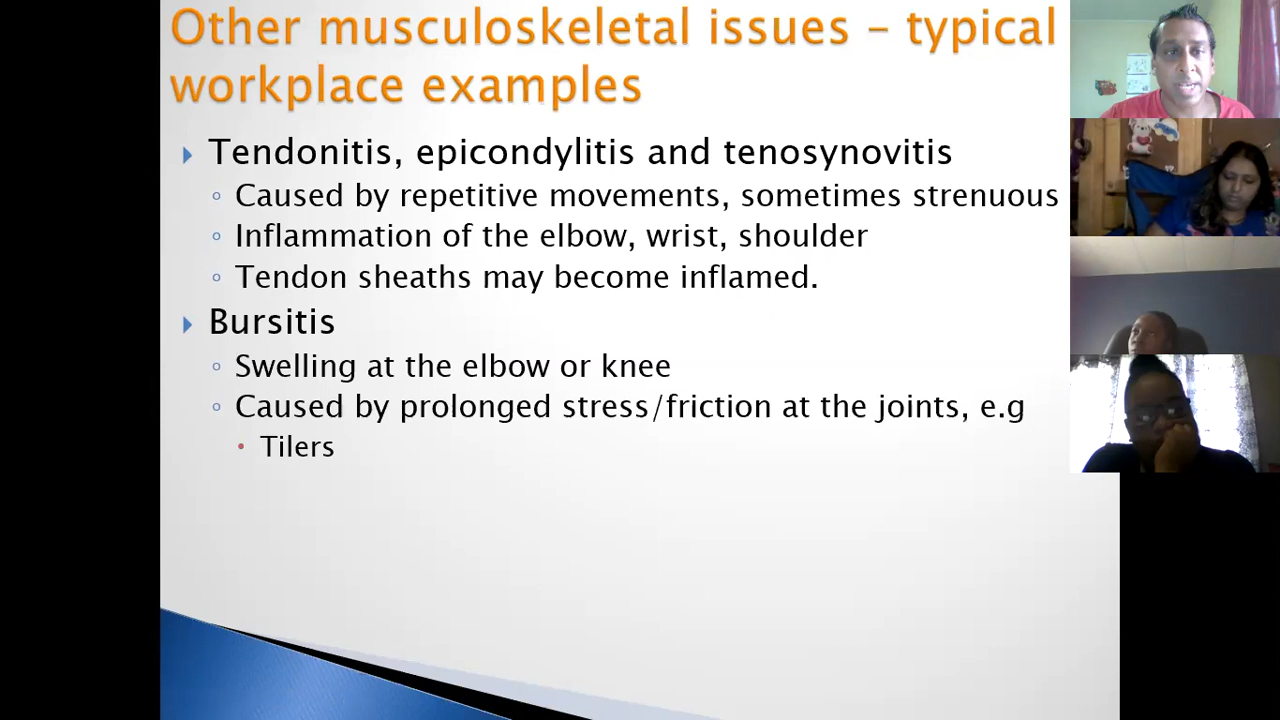 Other musculoskeletal issues – typical
workplace examples
Tendonitis, epicondylitis and tenosynovitis
Caused by repetitive movements, sometimes strenuous
Inflammation of the elbow, wrist, shoulder
Tendon sheaths may become inflamed.
Bursitis
Swelling at the elbow or knee
Caused by prolonged stress/friction at the joints, e.g
Tilers